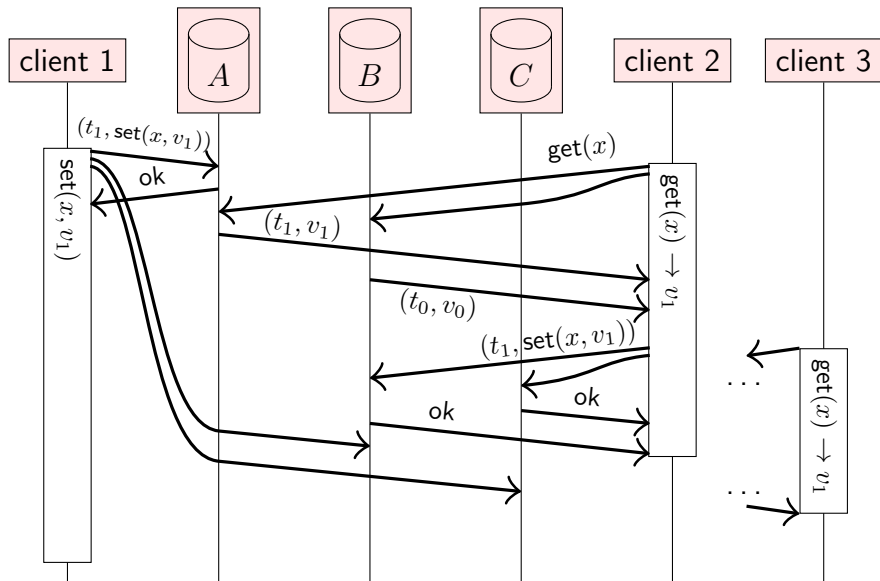 client 1
A
B
C
client 2
client 3
(t₁, set(x, v₁))
ok
set(x, v₁)
get(x)
(t₁, v₁)
(t₀, v₀)
get(x) → v₁
(t₁, set(x, v₁))
ok
ok
. . .
get(x) → v₁
. . .